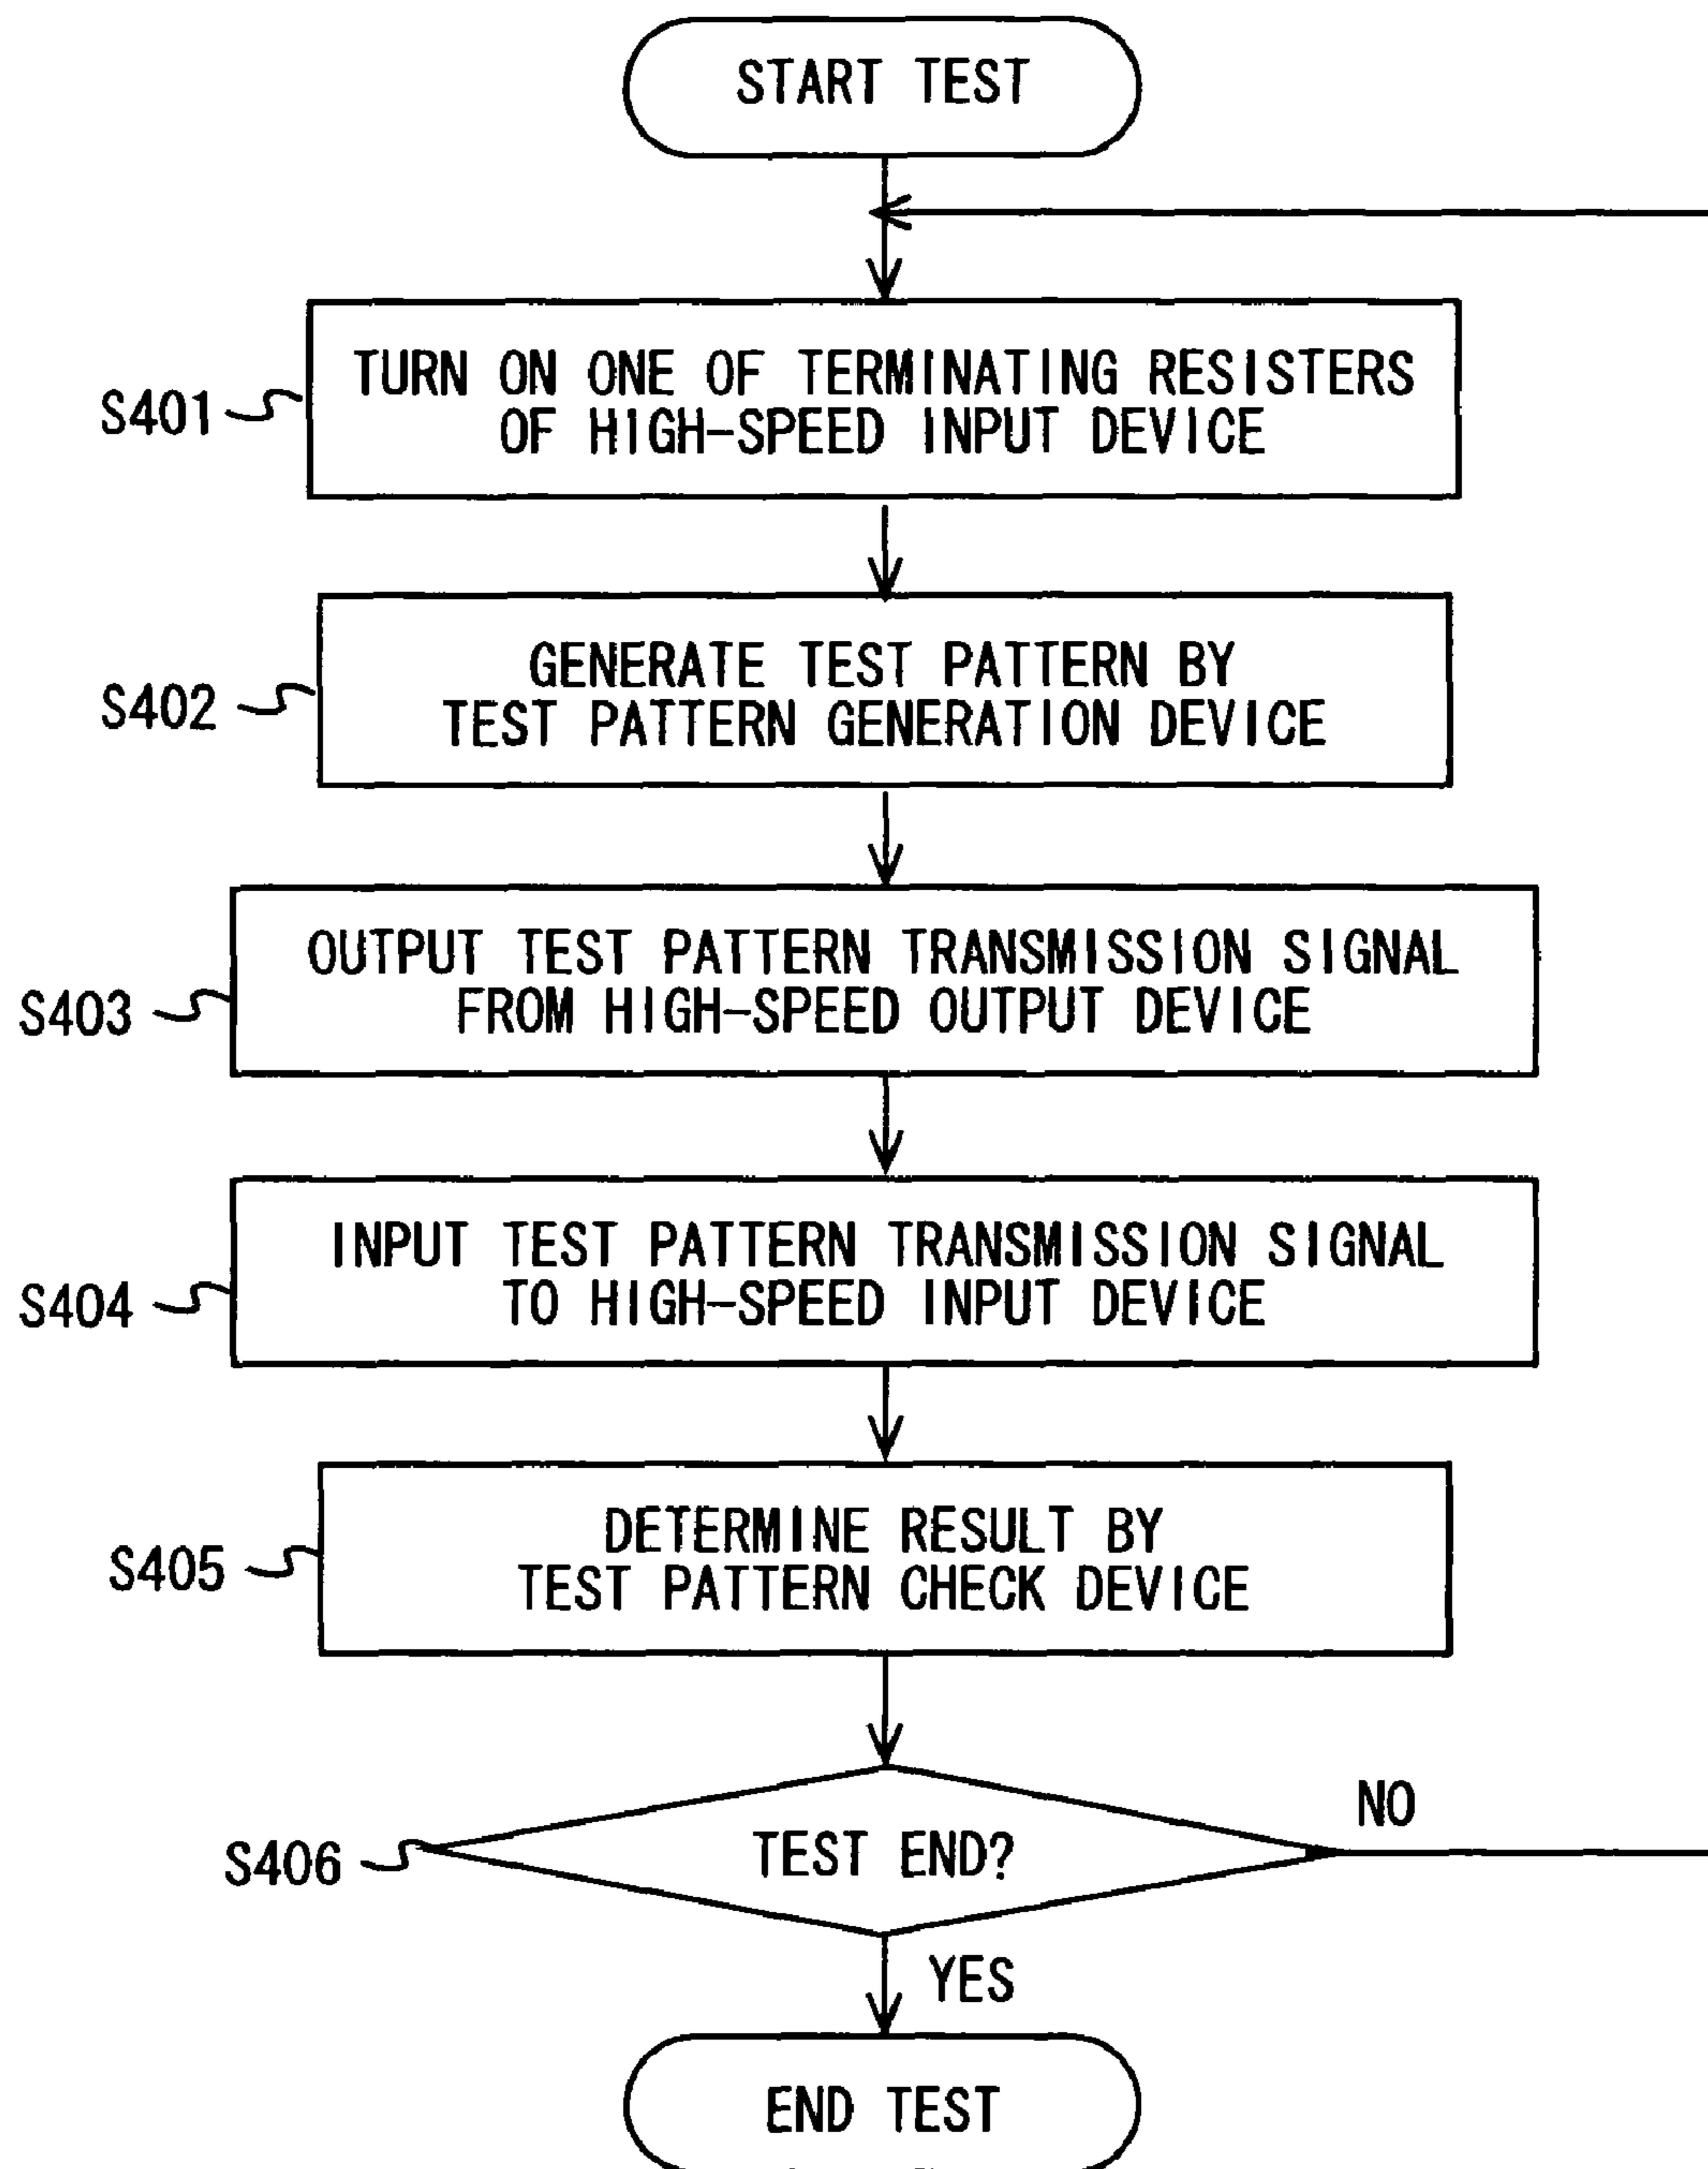 START TEST
S401
TURN ON ONE OF TERMINATING RESISTERS
OF HIGH-SPEED INPUT DEVICE
S402
GENERATE TEST PATTERN BY
TEST PATTERN GENERATION DEVICE
S403
OUTPUT TEST PATTERN TRANSMISSION SIGNAL
FROM HIGH-SPEED OUTPUT DEVICE
S404
INPUT TEST PATTERN TRANSMISSION SIGNAL
TO HIGH-SPEED INPUT DEVICE
S405
DETERMINE RESULT BY
TEST PATTERN CHECK DEVICE
S406
TEST END?
NO
YES
END TEST